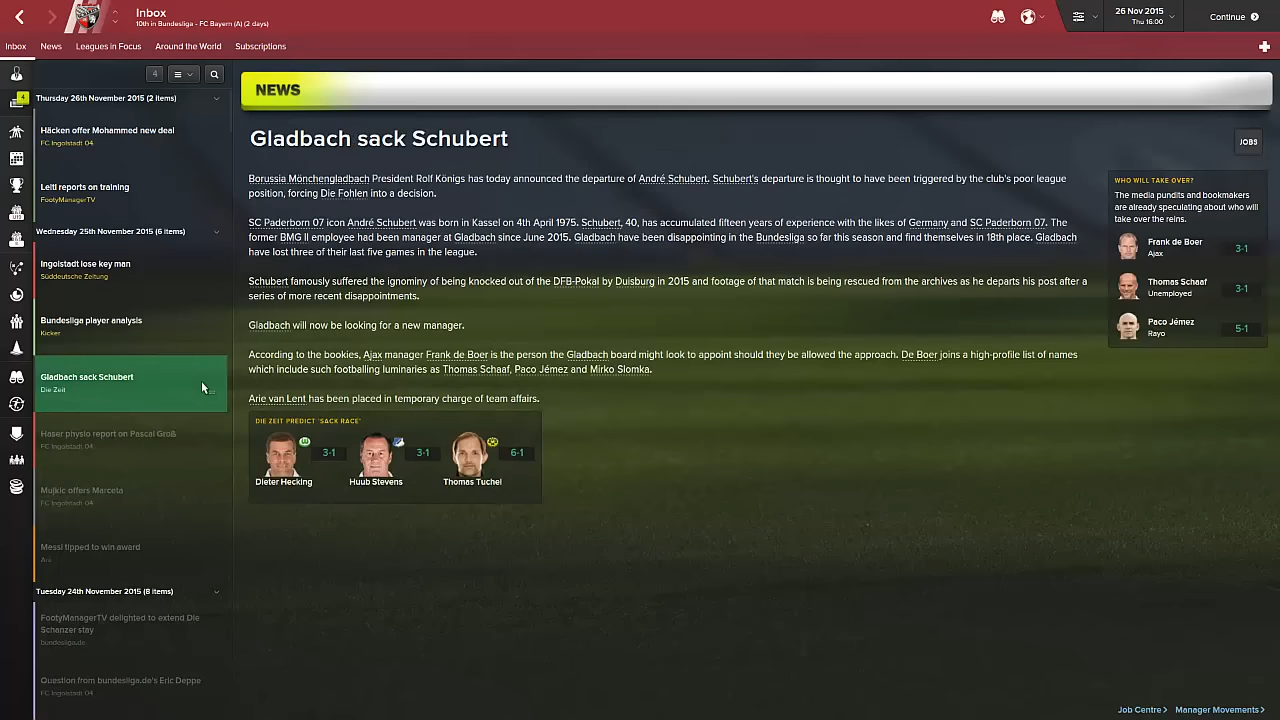 Inbox
10th in Bundesliga - FC Bayern (A) (2 days)
26 Nov 2015
Thu 16:00
Continue
Inbox
News
Leagues in Focus
Around the World
Subscriptions
4
4
Thursday 26th November 2015 (2 items)
Häcken offer Mohammed new deal
FC Ingolstadt 04
Leitl reports on training
FootyManagerTV
Wednesday 25th November 2015 (6 items)
Ingolstadt lose key man
Süddeutsche Zeitung
Bundesliga player analysis
Kicker
Gladbach sack Schubert
Die Zeit
Haser physio report on Pascal Groß
FC Ingolstadt 04
Mujkic offers Marceta
FC Ingolstadt 04
Messi tipped to win award
Ara
Tuesday 24th November 2015 (8 items)
FootyManagerTV delighted to extend Die
Schanzer stay
bundesliga.de
Question from bundesliga.de's Eric Deppe
FC Ingolstadt 04
NEWS
Gladbach sack Schubert
JOBS
Borussia Mönchengladbach President Rolf Königs has today announced the departure of André Schubert. Schubert's departure is thought to have been triggered by the club's poor league
position, forcing Die Fohlen into a decision.
SC Paderborn 07 icon André Schubert was born in Kassel on 4th April 1975. Schubert, 40, has accumulated fifteen years of experience with the likes of Germany and SC Paderborn 07. The
former BMG II employee had been manager at Gladbach since June 2015. Gladbach have been disappointing in the Bundesliga so far this season and find themselves in 18th place. Gladbach
have lost three of their last five games in the league.
Schubert famously suffered the ignominy of being knocked out of the DFB-Pokal by Duisburg in 2015 and footage of that match is being rescued from the archives as he departs his post after a
series of more recent disappointments.
Gladbach will now be looking for a new manager.
According to the bookies, Ajax manager Frank de Boer is the person the Gladbach board might look to appoint should they be allowed the approach. De Boer joins a high-profile list of names
which include such footballing luminaries as Thomas Schaaf, Paco Jémez and Mirko Slomka.
Arie van Lent has been placed in temporary charge of team affairs.
DIE ZEIT PREDICT 'SACK RACE'
3-1
3-1
6-1
Dieter Hecking
Huub Stevens
Thomas Tuchel
WHO WILL TAKE OVER?
The media pundits and bookmakers
are already speculating about who will
take over the reins.
Frank de Boer
Ajax
3-1
Thomas Schaaf
Unemployed
3-1
Paco Jémez
Rayo
5-1
Job Centre>
Manager Movements>